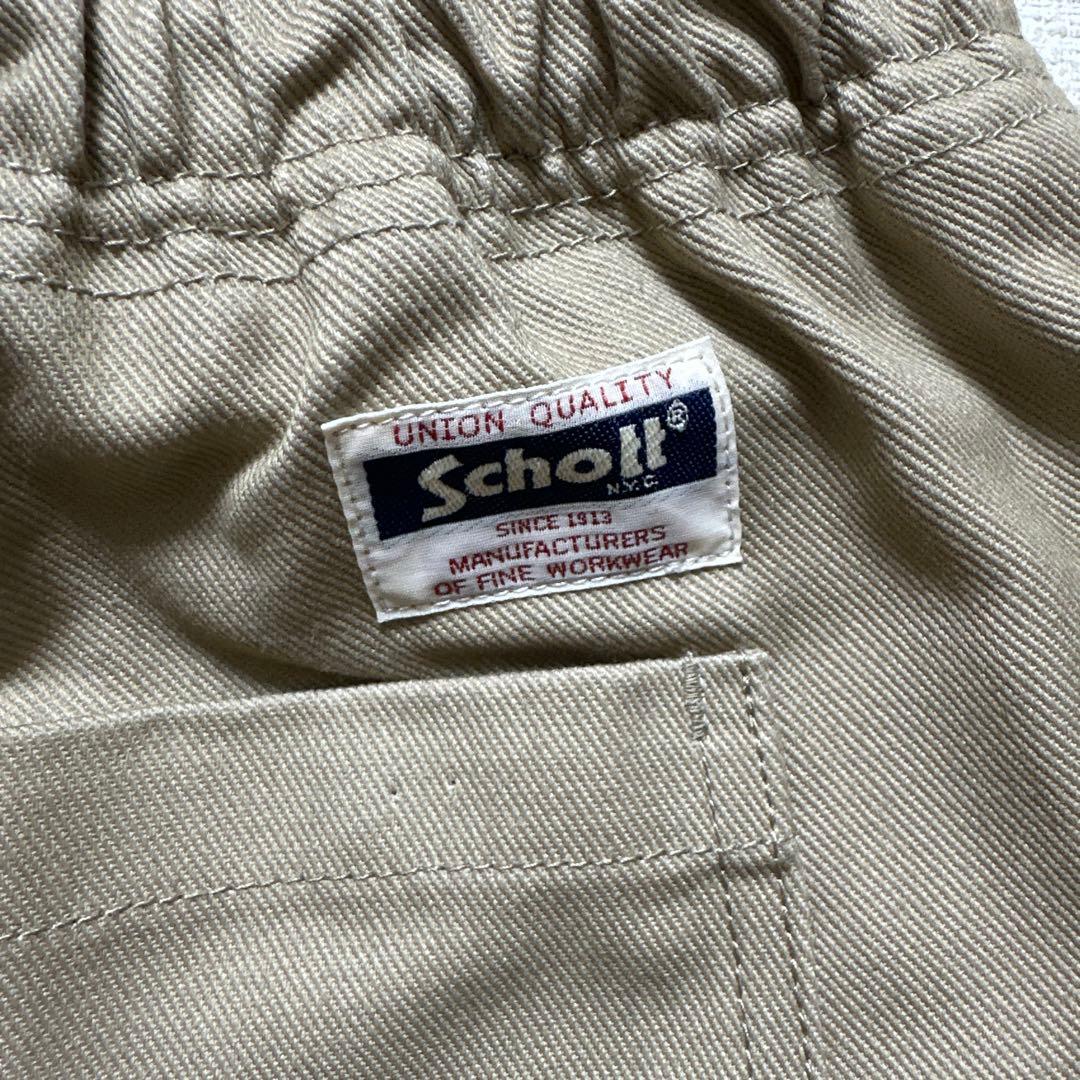 UNION QUALITY
Schott®
N.Y.C.
SINCE 1913
MANUFACTURERS
OF FINE WORKWEAR